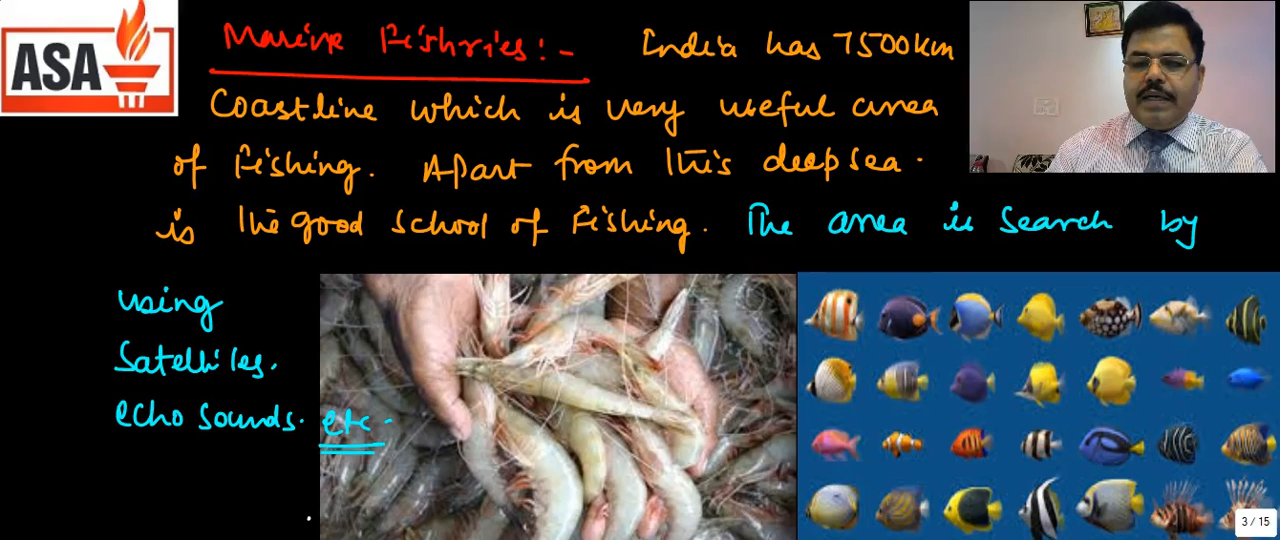 ASA
Marine Fishries:- India has 7500km
Coastline which is very useful area
of Fishing. Apart from this deep sea.
is the good school of Fishing. The area is search by
using
Satellites.
echo sounds. etc.
3 / 15